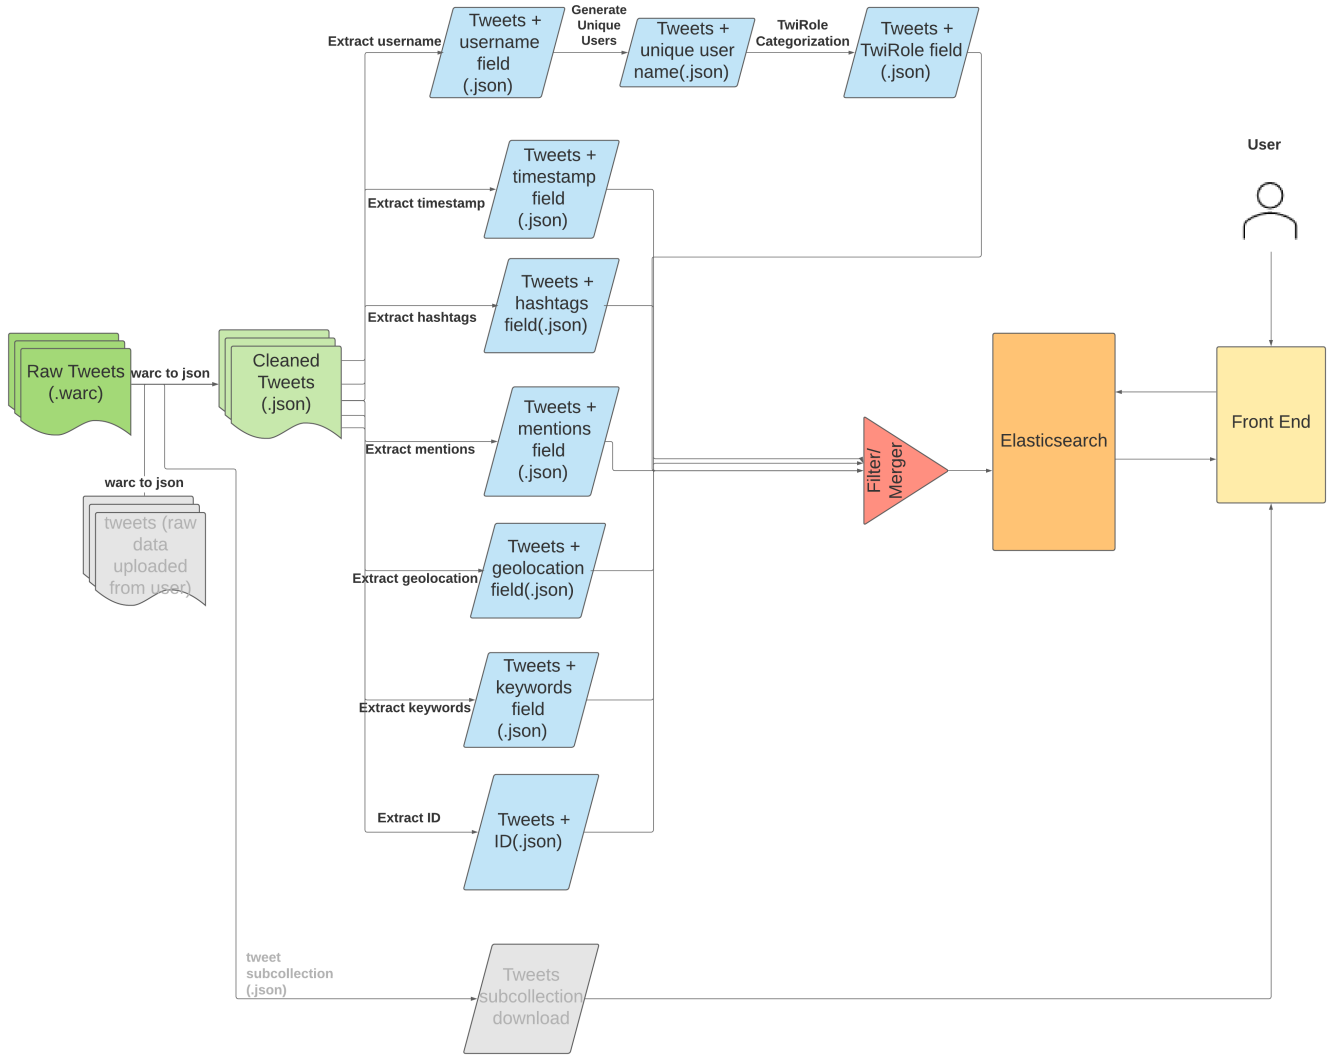 Extract username
Tweets +
username
field
(.json)
Generate
Unique
Users
Tweets +
unique user
name(.json)
TwiRole
Categorization
Tweets +
TwiRole field
(.json)
User
Extract timestamp
Tweets +
timestamp
field
(.json)
Extract hashtags
Tweets +
hashtags
field(.json)
Raw Tweets
(.warc)
warc to json
Cleaned
Tweets
(.json)
Extract mentions
Tweets +
mentions
field
(.json)
Filter/
Merger
Elasticsearch
Front End
warc to json
tweets (raw
data
uploaded
from user)
Extract geolocation
Tweets +
geolocation
field(.json)
Extract keywords
Tweets +
keywords
field
(.json)
Extract ID
Tweets +
ID(.json)
tweet
subcollection
(.json)
Tweets
subcollection
download